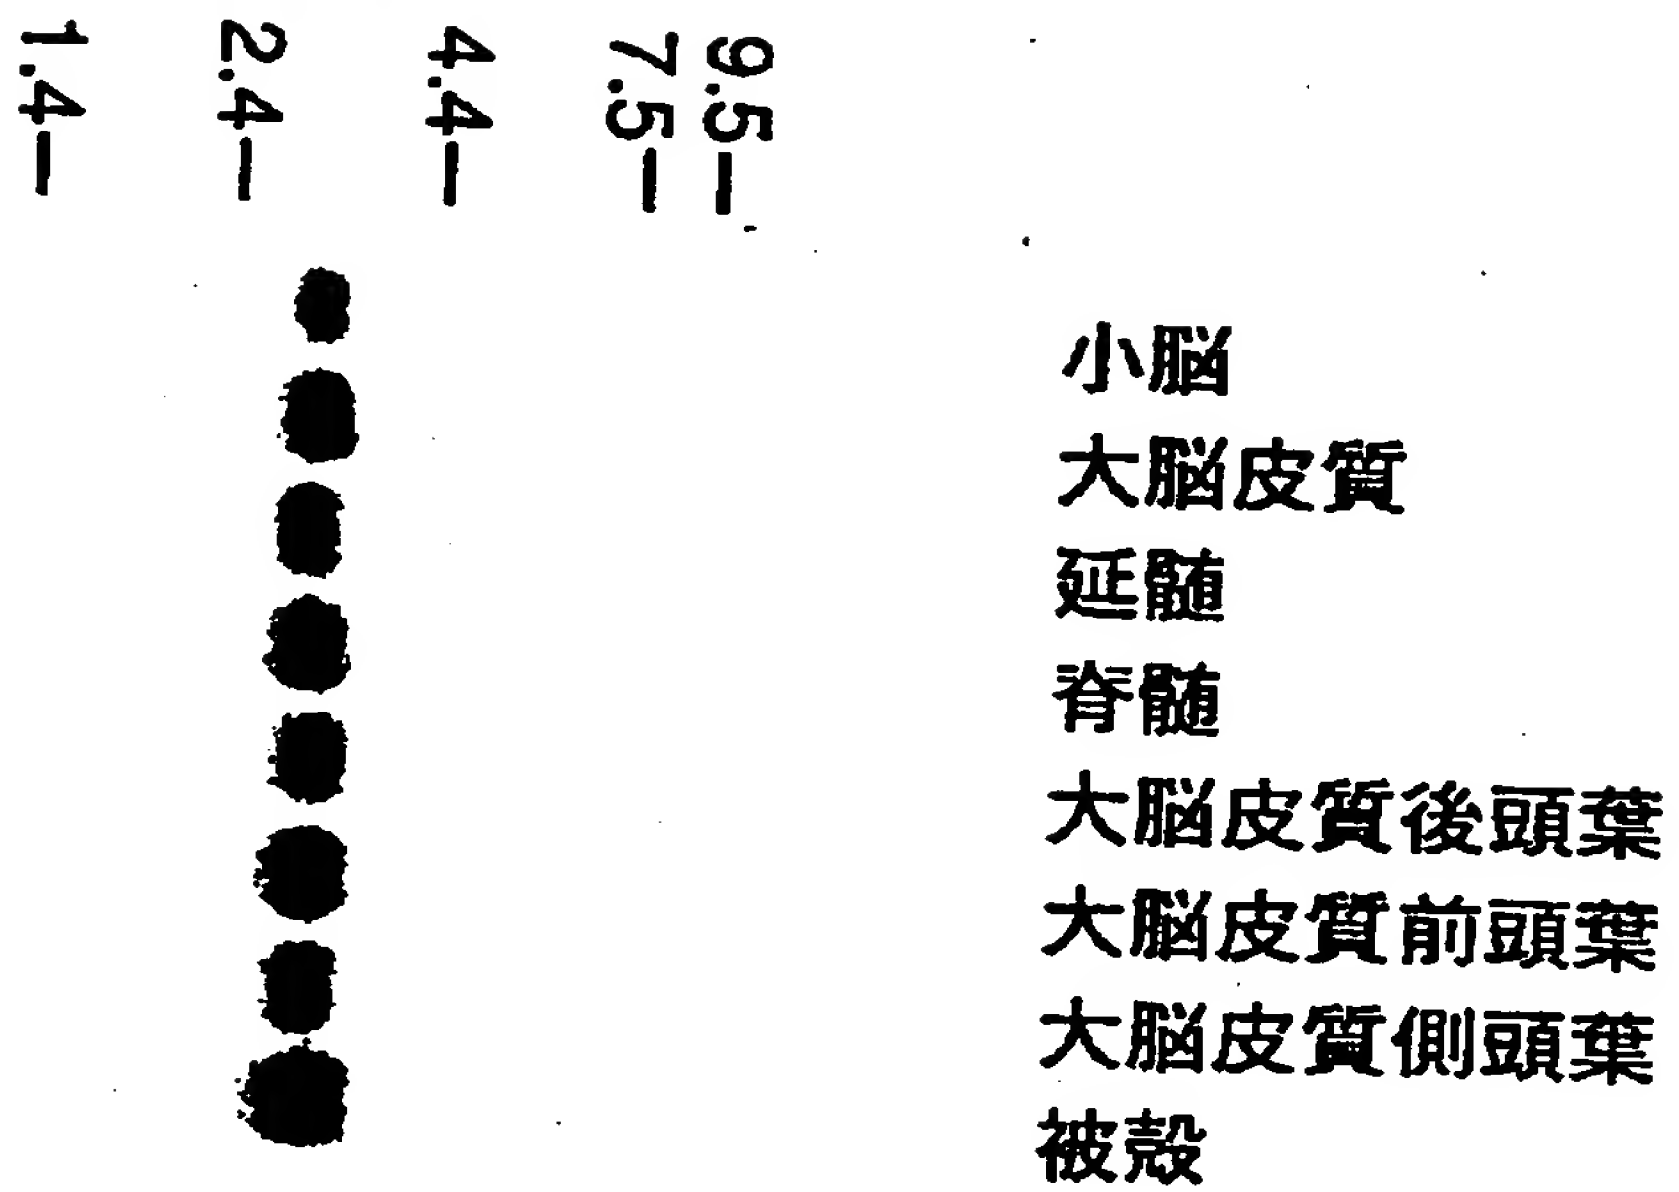 1.4—
2.4—
4.4—
7.5—
9.5—
小脳
大脳皮質
延髄
脊髄
大脳皮質後頭葉
大脳皮質前頭葉
大脳皮質側頭葉
被殻